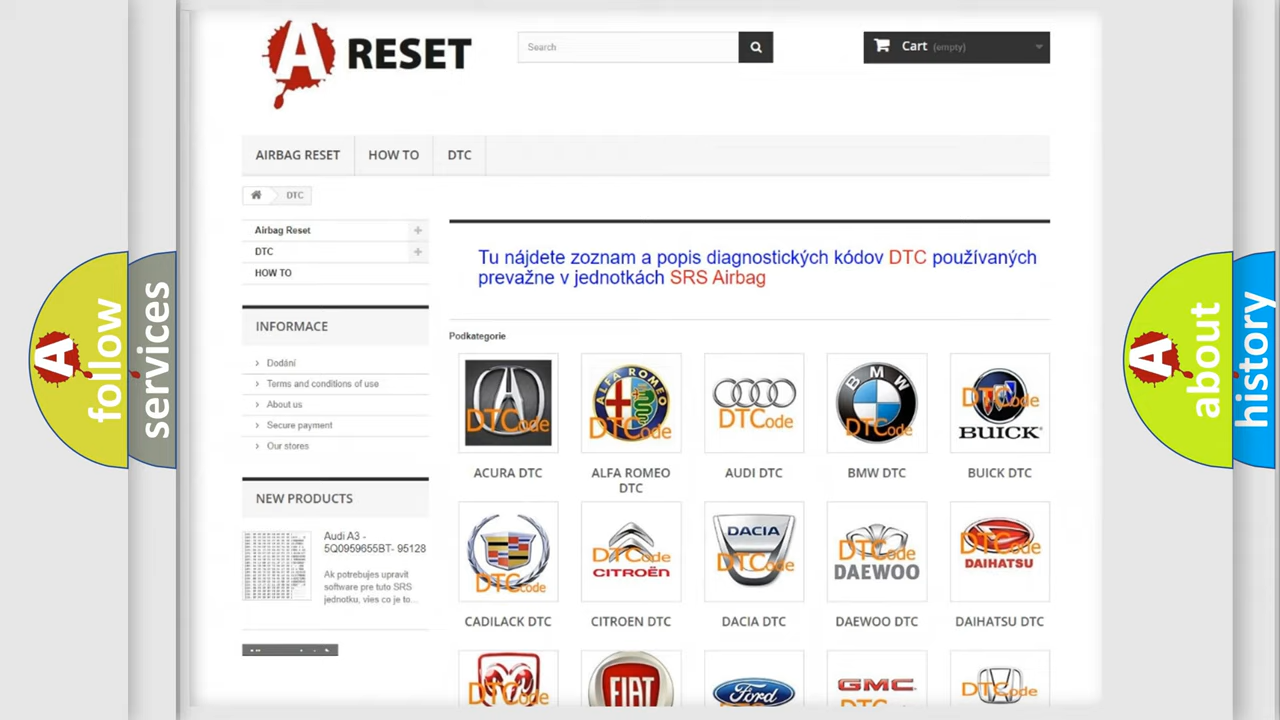 A RESET
Search
Cart (empty)
AIRBAG RESET
HOW TO
DTC
DTC
Airbag Reset
DTC
HOW TO
Tu nájdete zoznam a popis diagnostických kódov DTC používaných
prevažne v jednotkách SRS Airbag
INFORMACE
Dodání
Terms and conditions of use
About us
Secure payment
Our stores
Podkategorie
DTCode
ACURA DTC
ALFA ROMEO
DTCode
ALFA ROMEO
DTC
DTCode
AUDI DTC
BMW
DTCode
BMW DTC
DTCode
BUICK
BUICK DTC
NEW PRODUCTS
Audi A3 -
5Q0959655BT- 95128
Ak potrebujes upravit
software pre tuto SRS
jednotku, vies co je to...
DTCode
CADILACK DTC
DTCode
CITROËN
CITROEN DTC
DACIA
DTCode
DACIA DTC
DTCode
DAEWOO
DAEWOO DTC
DTCode
DAIHATSU
DAIHATSU DTC
DTCode
FIAT
Ford
GMC
DTCode
A follow
services
A about
history